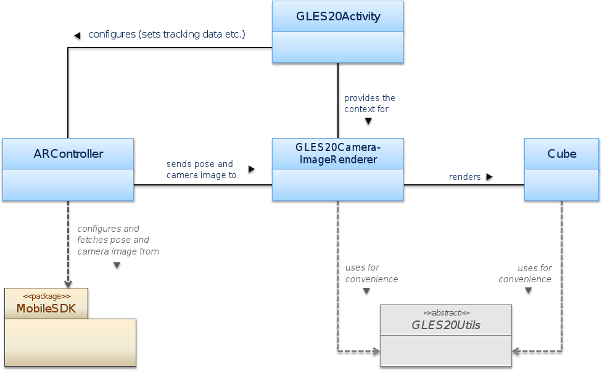 GLES20Activity
configures (sets tracking data etc.)
provides the
context for
ARController
sends pose and
camera image to
GLES20Camera-
ImageRenderer
renders
Cube
configures and
fetches pose and
camera image from
uses for
convenience
uses for
convenience
<<package>>
MobileSDK
<<abstract>>
GLES20Utils